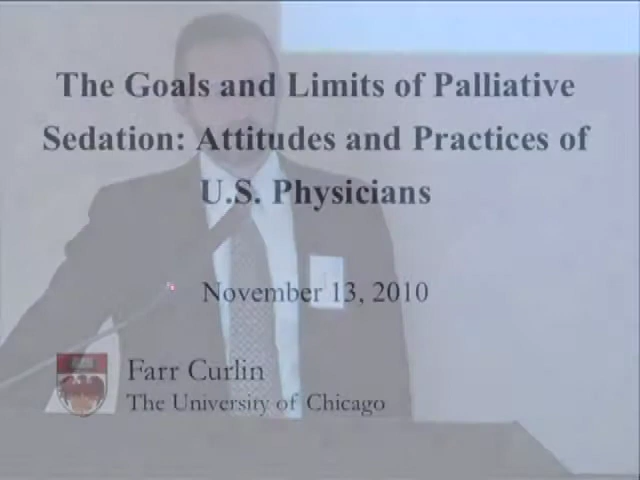 The Goals and Limits of Palliative
Sedation: Attitudes and Practices of
U.S. Physicians
November 13, 2010
Farr Curlin
The University of Chicago